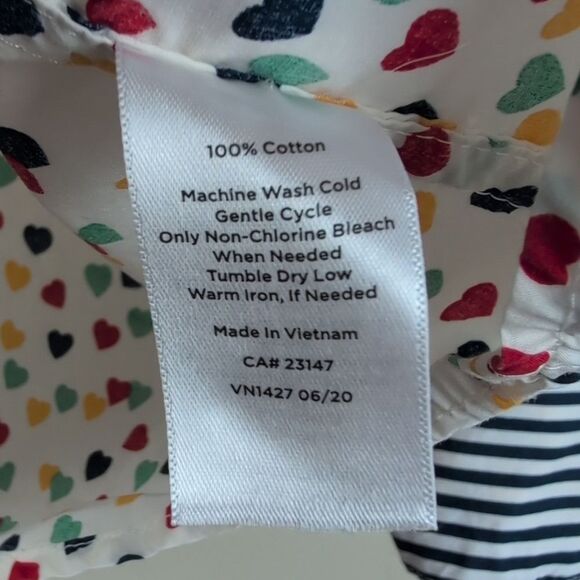 100% Cotton
Machine Wash Cold
Gentle Cycle
Only Non-Chlorine Bleach
When Needed
Tumble Dry Low
Warm Iron, If Needed
Made In Vietnam
CA# 23147
VN1427 06/20